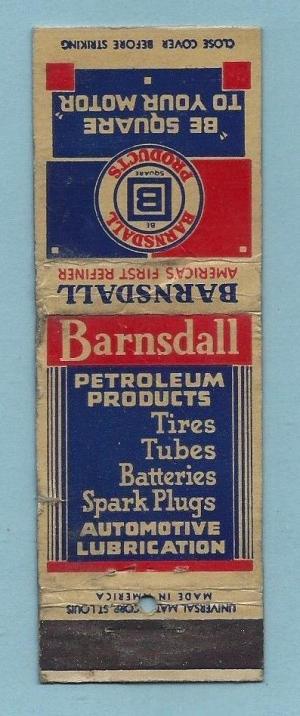 CLOSE COVER BEFORE STRIKING
"BE SQUARE"
TO YOUR MOTOR
BARNSDALL
BE
B
SQUARE
PRODUCTS
AMERICA'S FIRST REFINER
BARNSDALL
Barnsdall
PETROLEUM
PRODUCTS
Tires
Tubes
Batteries
Spark Plugs
AUTOMOTIVE
LUBRICATION
UNIVERSAL MATCH CORP. ST. LOUIS
MADE IN AMERICA